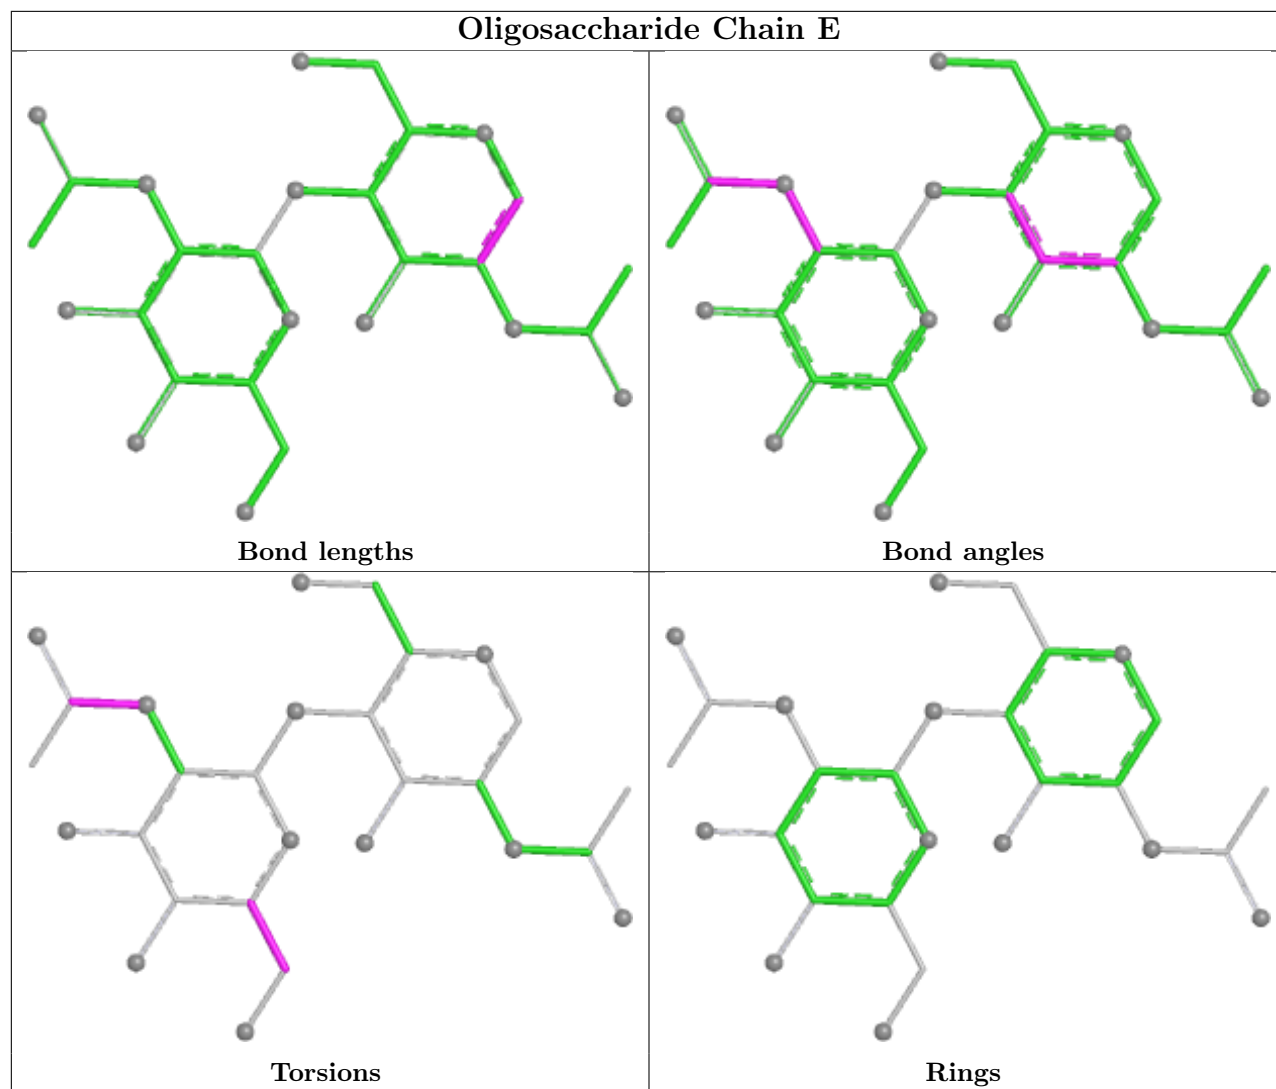 Oligosaccharide Chain E
Bond lengths
Bond angles
Torsions
Rings